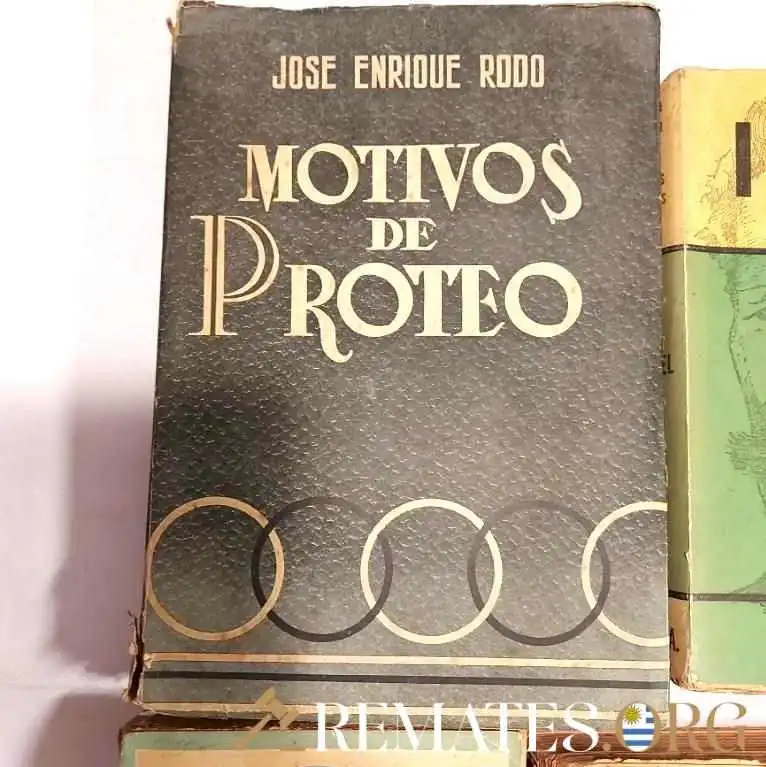 JOSE ENRIQUE RODO
MOTIVOS
DE
PROTEO
REMATES.ORG